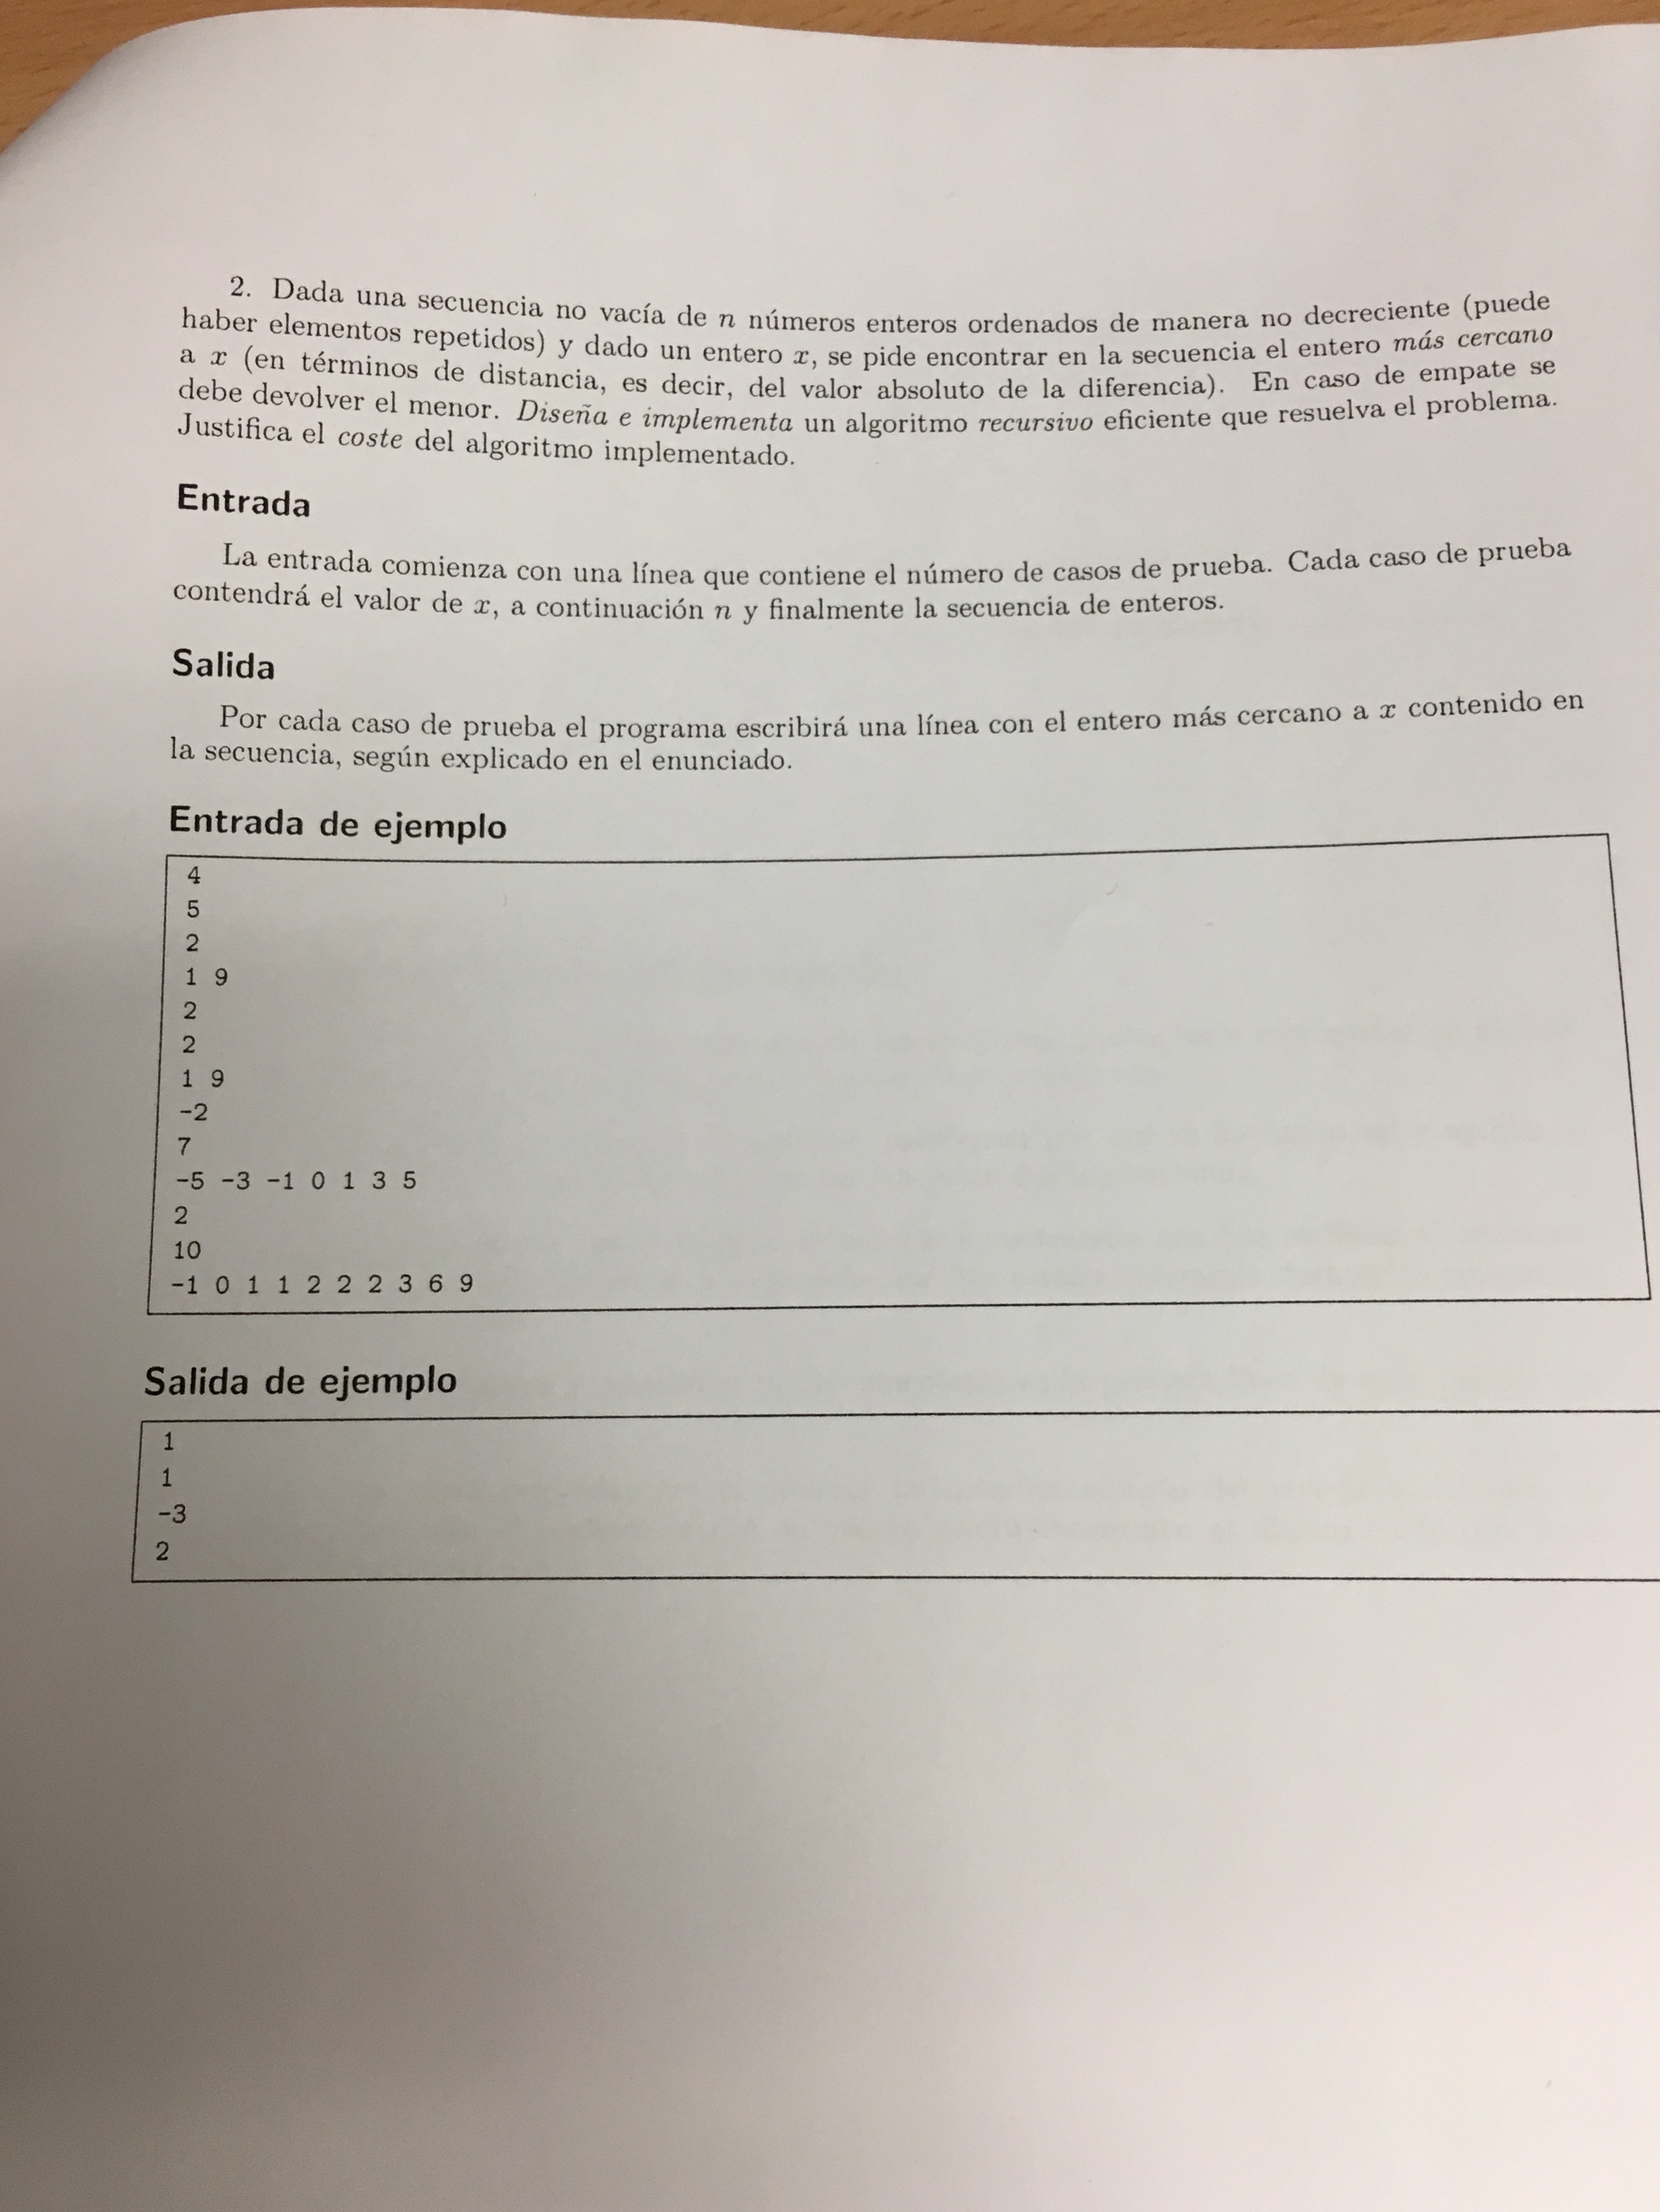 2. Dada una secuencia no vacía de n números enteros ordenados de manera no decreciente (puede
haber elementos repetidos) y dado un entero x, se pide encontrar en la secuencia el entero más cercano
a x (en términos de distancia, es decir, del valor absoluto de la diferencia). En caso de empate se
debe devolver el menor. Diseña e implementa un algoritmo recursivo eficiente que resuelva el problema.
Justifica el coste del algoritmo implementado.
Entrada
La entrada comienza con una línea que contiene el número de casos de prueba. Cada caso de prueba
contendrá el valor de x, a continuación n y finalmente la secuencia de enteros.
Salida
Por cada caso de prueba el programa escribirá una línea con el entero más cercano a x contenido en
la secuencia, según explicado en el enunciado.
Entrada de ejemplo
4
5
2
1 9
2
2
1 9
-2
7
-5 -3 -1 0 1 3 5
2
10
-1 0 1 1 2 2 2 3 6 9
Salida de ejemplo
1
1
-3
2